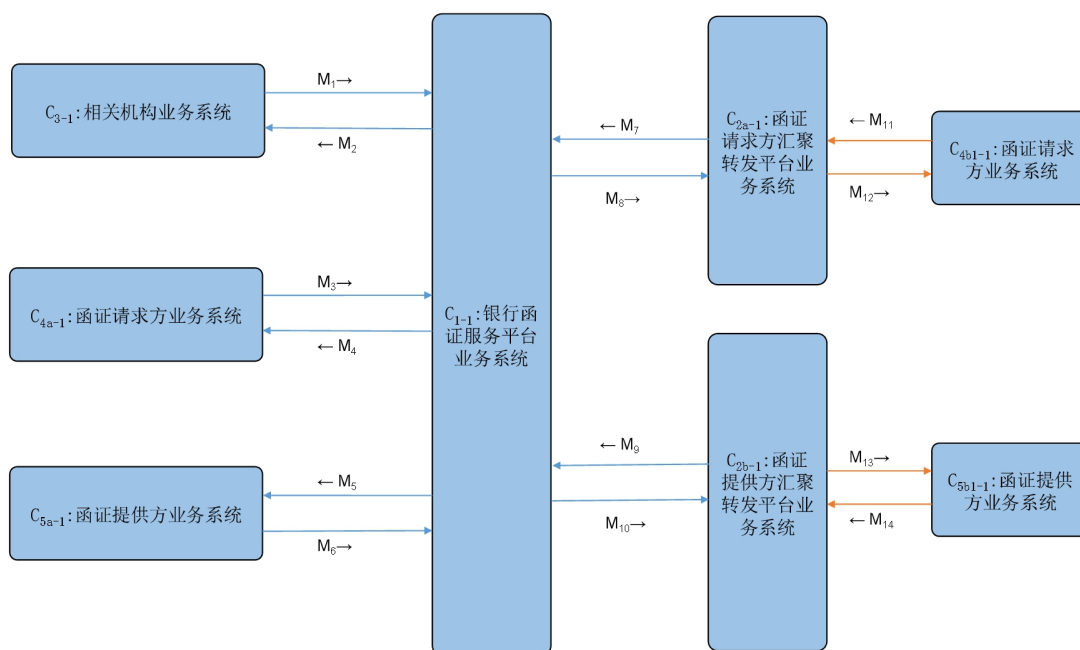 C₃₋₁:相关机构业务系统
M₁→
← M₂
C₄ₐ₋₁:函证请求方业务系统
M₃→
← M₄
C₅ₐ₋₁:函证提供方业务系统
← M₅
M₆→
C₁₋₁:银行函
证服务平台
业务系统
← M₇
M₈→
← M₉
M₁₀→
C₂ₐ₋₁:函证
请求方汇聚
转发平台业
务系统
← M₁₁
M₁₂→
C₄b₁₋₁:函证请求
方业务系统
C₂b₋₁:函证
提供方汇聚
转发平台业
务系统
M₁₃→
← M₁₄
C₅b₁₋₁:函证提供
方业务系统